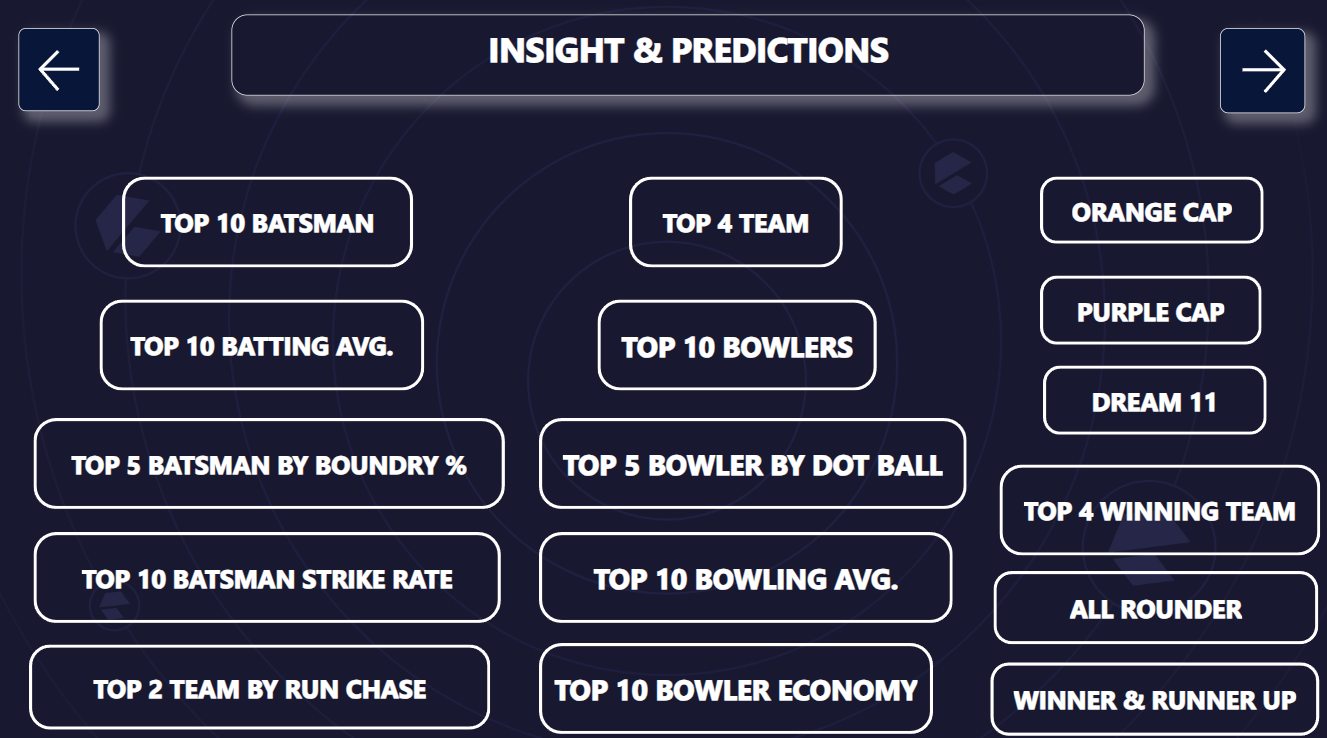 INSIGHT & PREDICTIONS
TOP 10 BATSMAN
TOP 10 BATTING AVG.
TOP 5 BATSMAN BY BOUNDRY %
TOP 10 BATSMAN STRIKE RATE
TOP 2 TEAM BY RUN CHASE
TOP 4 TEAM
TOP 10 BOWLERS
TOP 5 BOWLER BY DOT BALL
TOP 10 BOWLING AVG.
TOP 10 BOWLER ECONOMY
ORANGE CAP
PURPLE CAP
DREAM 11
TOP 4 WINNING TEAM
ALL ROUNDER
WINNER & RUNNER UP